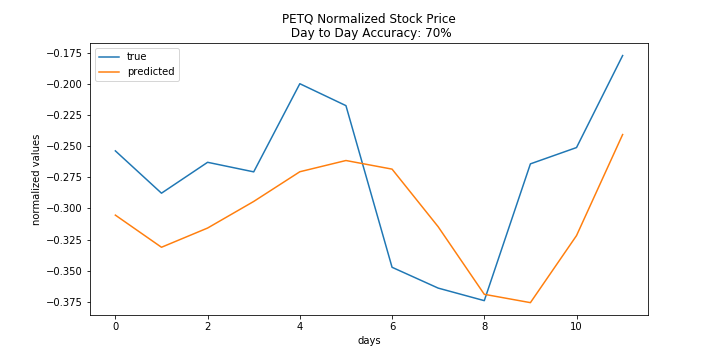 PETQ Normalized Stock Price
Day to Day Accuracy: 70%
true
predicted
normalized values
−0.175
−0.200
−0.225
−0.250
−0.275
−0.300
−0.325
−0.350
−0.375
0 2 4 6 8 10
days